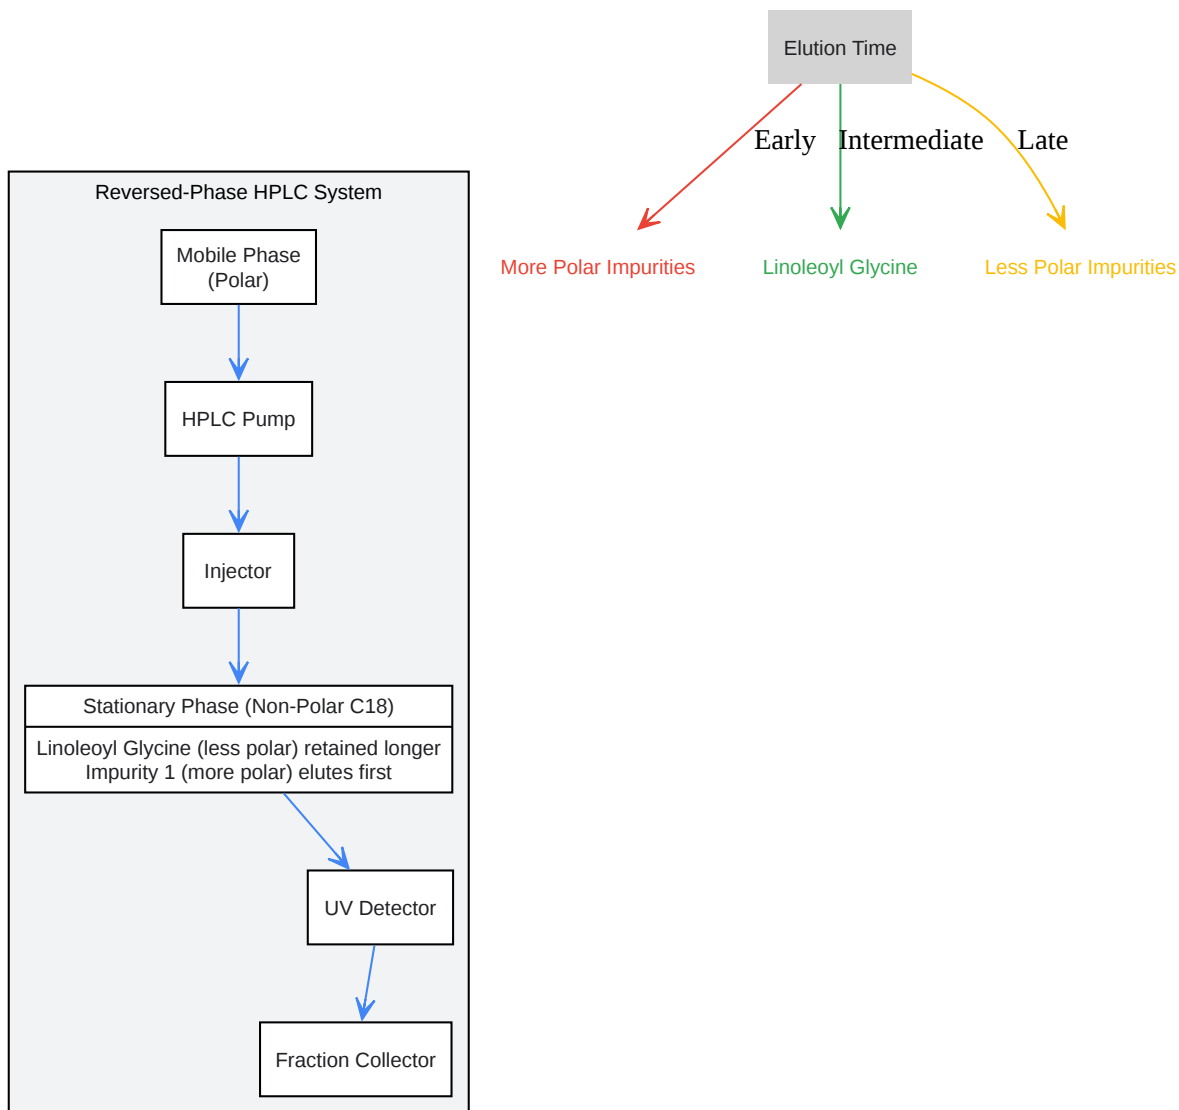 Elution Time
Early
Intermediate
Late
More Polar Impurities
Linoleoyl Glycine
Less Polar Impurities
Reversed-Phase HPLC System
Mobile Phase
(Polar)
HPLC Pump
Injector
Stationary Phase (Non-Polar C18)
Linoleoyl Glycine (less polar) retained longer
Impurity 1 (more polar) elutes first
UV Detector
Fraction Collector